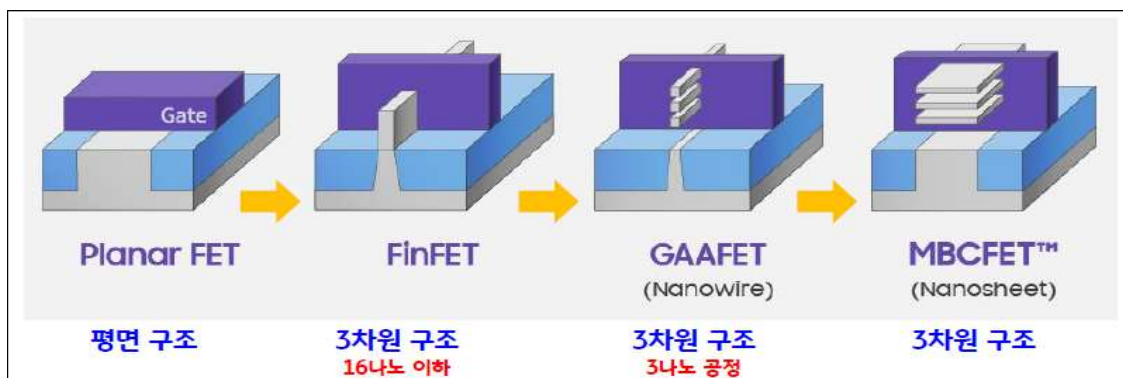 Gate
Planar FET
FinFET
GAAFET
(Nanowire)
MBCFET™
(Nanosheet)
평면 구조
3차원 구조
16나노 이하
3차원 구조
3나노 공정
3차원 구조